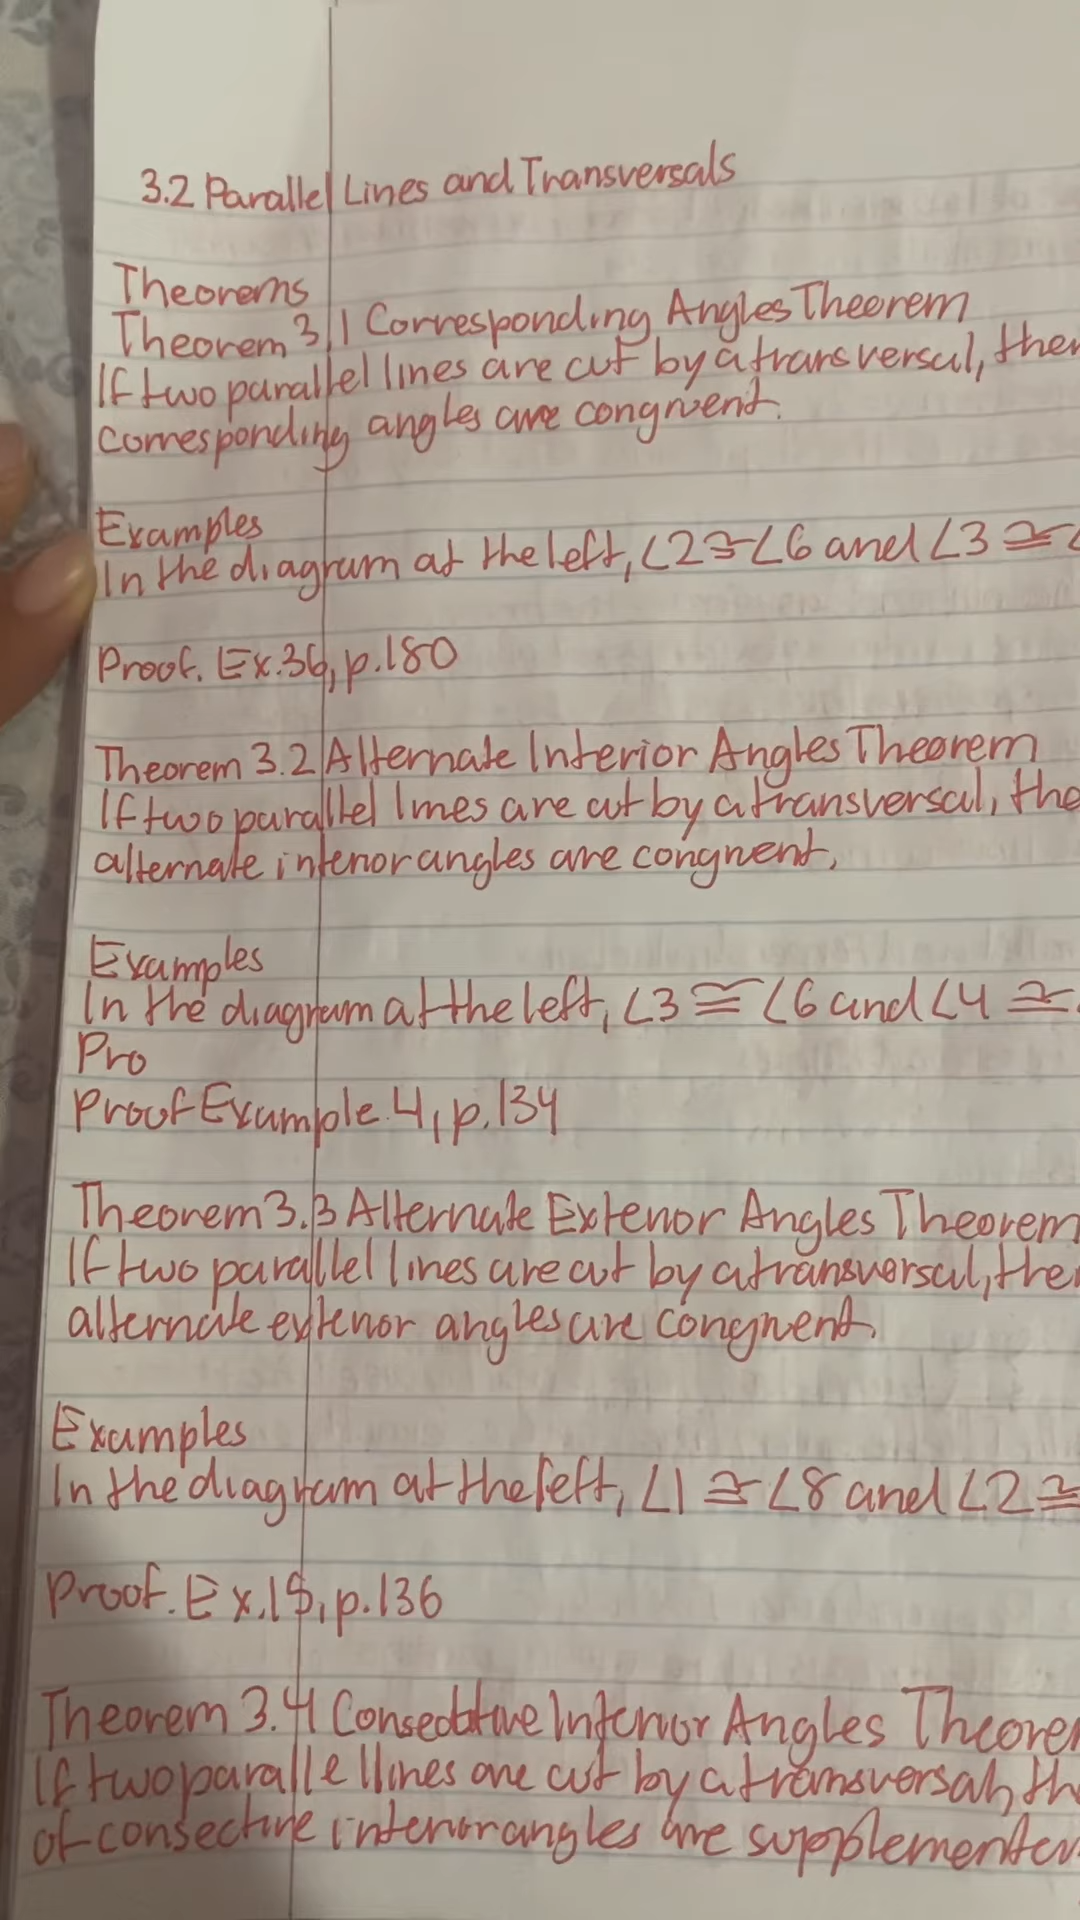 3.2 Parallel Lines and Transversals
Theorems
Theorem 3.1 Corresponding Angles Theorem
If two parallel lines are cut by a transversal, then
corresponding angles are congruent.
Examples
In the diagram at the left, ∠2≅∠6 and ∠3≅∠
Proof. Ex.36, p.180
Theorem 3.2 Alternate Interior Angles Theorem
If two parallel lines are cut by a transversal, the
alternate interior angles are congruent.
Examples
In the diagram at the left, ∠3≅∠6 and ∠4≅
Pro
Proof Example 4, p.134
Theorem 3.3 Alternate Exterior Angles Theorem
If two parallel lines are cut by a transversal, the
alternate exterior angles are congruent.
Examples
In the diagram at the left, ∠1≅∠8 and ∠2≅
Proof. Ex.15, p.136
Theorem 3.4 Consecutive Interior Angles Theore
If two parallel lines are cut by a transversal, th
of consective interior angles are supplementar